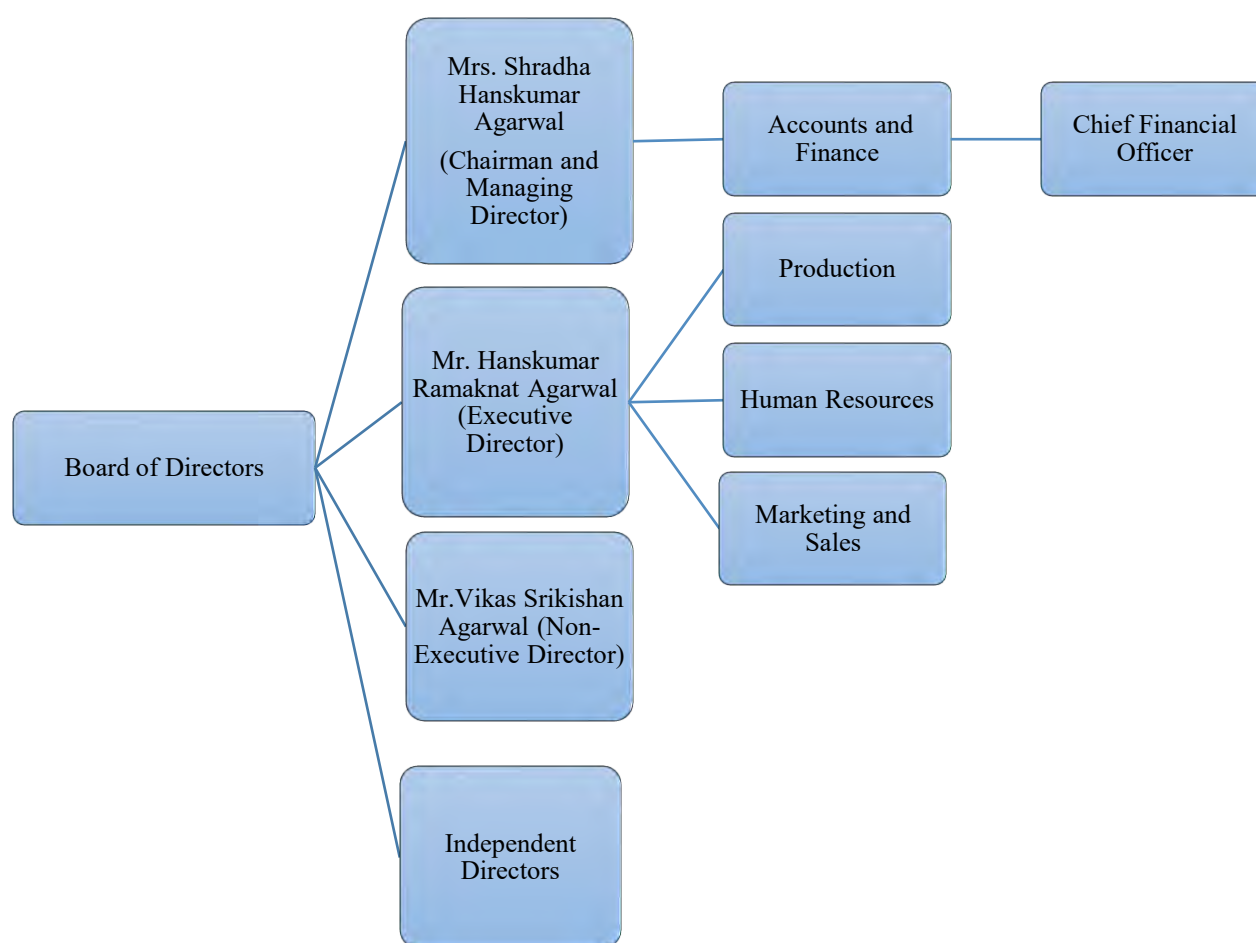 Mrs. Shradha
Hanskumar
Agarwal
(Chairman and
Managing
Director)
Accounts and
Finance
Chief Financial
Officer
Production
Mr. Hanskumar
Ramaknat Agarwal
(Executive
Director)
Human Resources
Board of Directors
Marketing and
Sales
Mr.Vikas Srikishan
Agarwal (Non-
Executive Director)
Independent
Directors